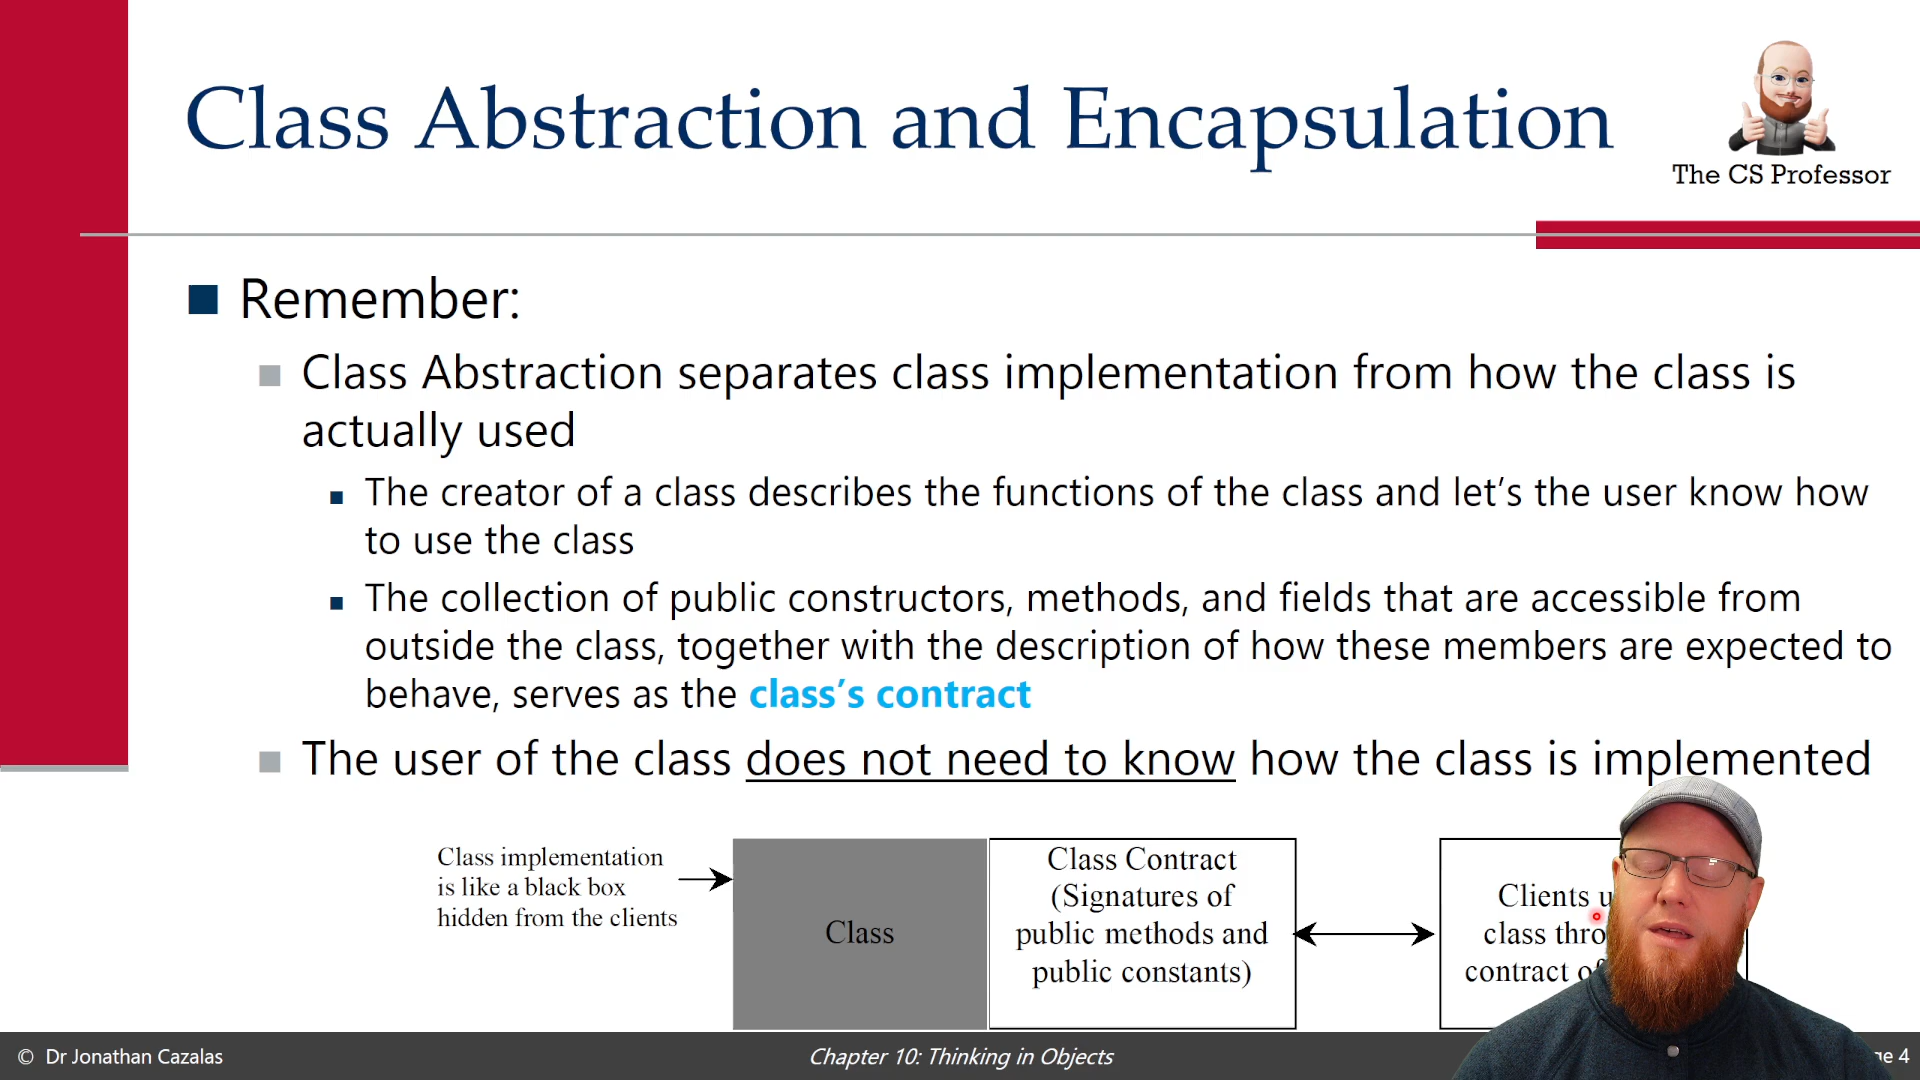 Class Abstraction and Encapsulation
The CS Professor
Remember:
Class Abstraction separates class implementation from how the class is
actually used
The creator of a class describes the functions of the class and let’s the user know how
to use the class
The collection of public constructors, methods, and fields that are accessible from
outside the class, together with the description of how these members are expected to
behave, serves as the class’s contract
The user of the class does not need to know how the class is implemented
Class implementation
is like a black box
hidden from the clients
Class
Class Contract
(Signatures of
public methods and
public constants)
Clients
class
contract
© Dr Jonathan Cazalas
Chapter 10: Thinking in Objects
4